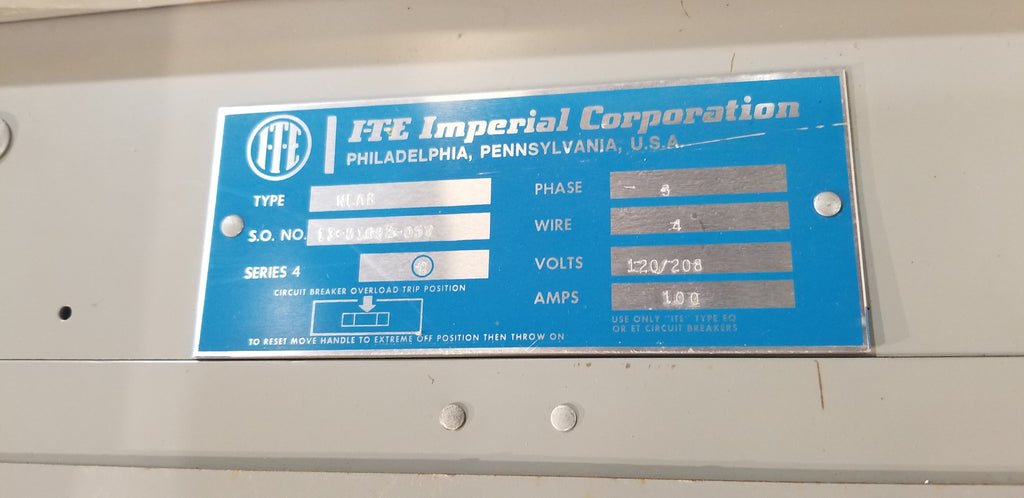 I-T-E
I-T-E Imperial Corporation
PHILADELPHIA, PENNSYLVANIA, U.S.A.
TYPE NLAB
S.O. NO.
SERIES 4
CIRCUIT BREAKER OVERLOAD TRIP POSITION
TO RESET MOVE HANDLE TO EXTREME OFF POSITION THEN THROW ON
PHASE 3
WIRE 4
VOLTS 120/208
AMPS 100
USE ONLY "ITE" TYPE EQ
OR ET CIRCUIT BREAKERS